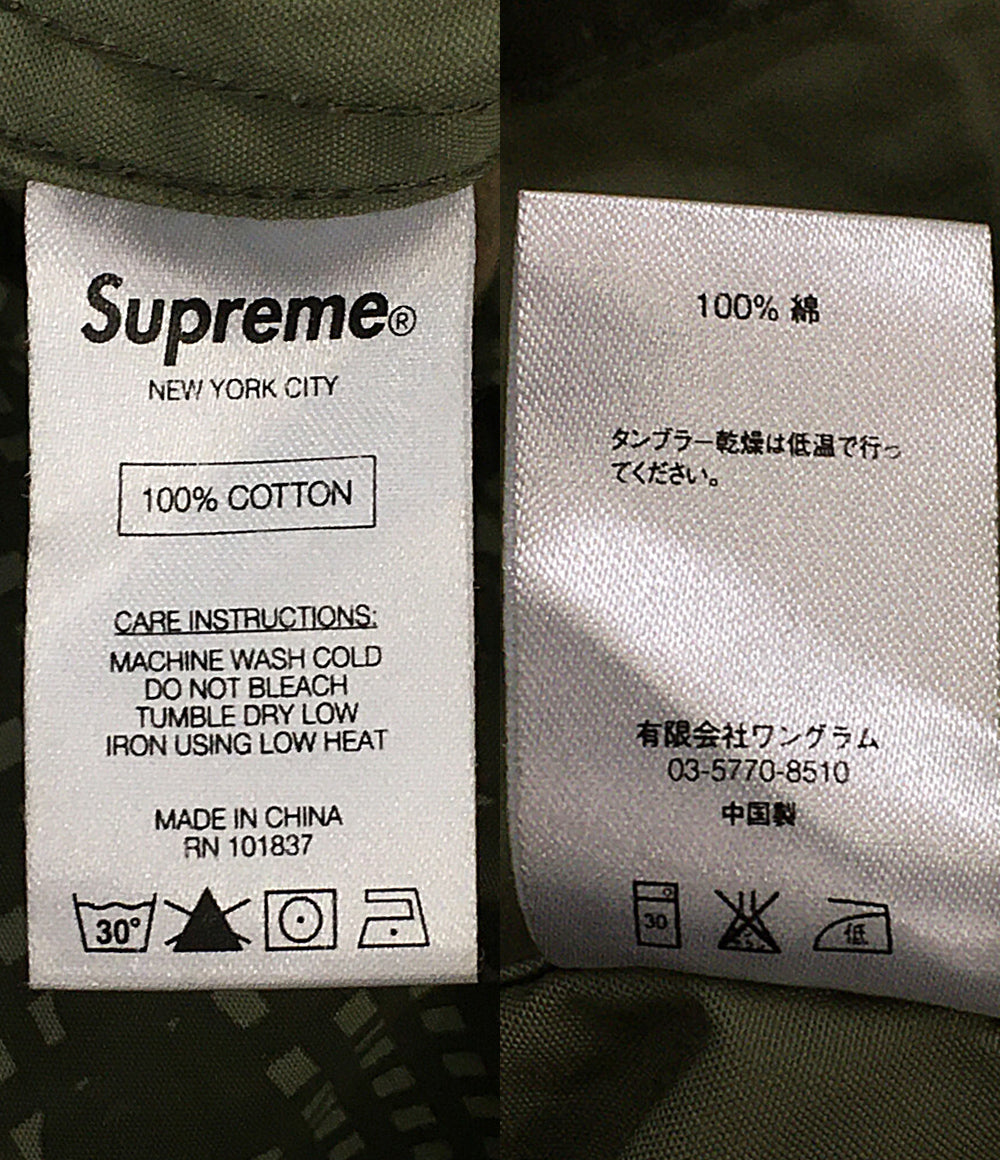 Supreme®
NEW YORK CITY
100% COTTON
CARE INSTRUCTIONS:
MACHINE WASH COLD
DO NOT BLEACH
TUMBLE DRY LOW
IRON USING LOW HEAT
MADE IN CHINA
RN 101837
30°
100% 綿
タンブラー乾燥は低温で行っ
てください。
有限会社ワングラム
03-5770-8510
中国製
30
低